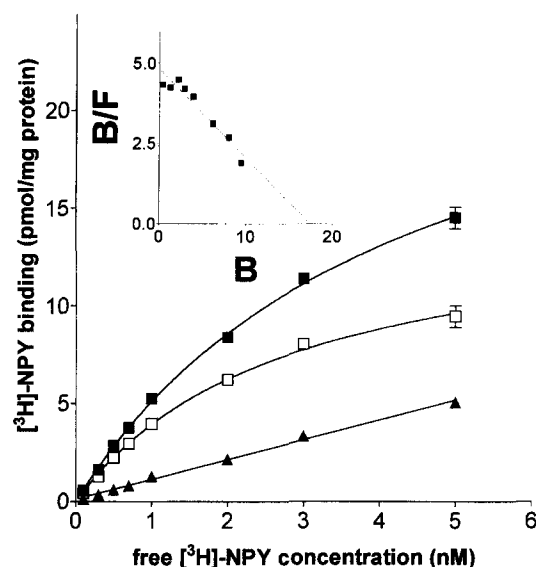 [³H]-NPY binding (pmol/mg protein)
20
15
10
5
0
B/F
5.0
2.5
0.0
0 10 20
B
0 1 2 3 4 5 6
free [³H]-NPY concentration (nM)